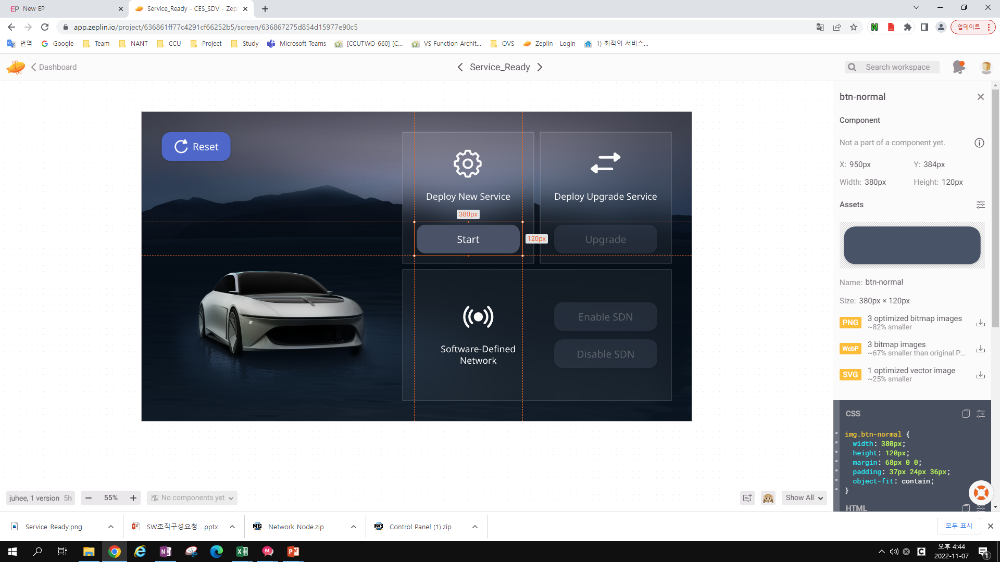 New EP
Service_Ready - CES_SDV - Zepl
app.zeplin.io/project/636861ff77c4291cf66252b5/screen/636867275d854d15977e90c5
업데이트
번역
Google
Team
NANT
CCU
Project
Study
Microsoft Teams
[CCUTWO-660] [C...
VS Function Archit...
OVS
Zeplin - Login
1) 최적의 서비스...
Dashboard
Service_Ready
Search workspace
Reset
Deploy New Service
Deploy Upgrade Service
380px
Start
120px
Upgrade
Software-Defined
Network
Enable SDN
Disable SDN
btn-normal
Component
Not a part of a component yet.
X: 950px
Y: 384px
Width: 380px
Height: 120px
Assets
Name: btn-normal
Size: 380px × 120px
PNG
3 optimized bitmap images
~82% smaller
WebP
3 bitmap images
~67% smaller than original P...
SVG
1 optimized vector image
~25% smaller
CSS
img.btn-normal {
width: 380px;
height: 120px;
margin: 68px 0 0;
padding: 37px 24px 36px;
object-fit: contain;
}
HTML
juhee, 1 version 5h
55%
No components yet
Show All
Service_Ready.png
SW조직구성요청....pptx
Network Node.zip
Control Panel (1).zip
모두 표시
오후 4:44
2022-11-07
1